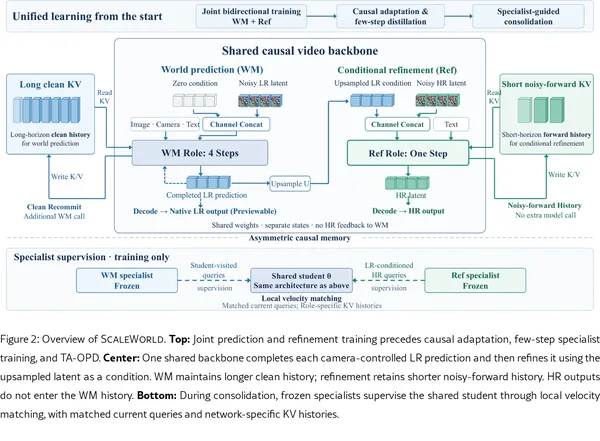 Unified learning from the start
Joint bidirectional training
WM + Ref
Causal adaptation &
few-step distillation
Specialist-guided
consolidation
Shared causal video backbone
World prediction (WM)
Conditional refinement (Ref)
Zero condition
Noisy LR latent
Upsampled LR condition
Noisy HR latent
Long clean KV
Long-horizon clean history
for world prediction
Read
KV
Image · Camera · Text
Channel Concat
Channel Concat
Text
Read
KV
Short noisy-forward KV
Short-horizon forward history
for conditional refinement
WM Role: 4 Steps
Ref Role: One Step
Write K/V
Write K/V
Completed LR prediction
Upsample U
HR latent
Clean Recommit
Additional WM call
Decode → Native LR output (Previewable)
Decode → HR output
Noisy-forward History
No extra model call
Shared weights · separate states · no HR feedback to WM
Asymmetric causal memory
Specialist supervision · training only
WM specialist
Frozen
Student-visited
queries
supervision
Shared student θ
Same architecture as above
LR-conditioned
HR queries
supervision
Ref specialist
Frozen
Local velocity matching
Matched current queries; Role-specific KV histories
Figure 2: Overview of SCALEWORLD. Top: Joint prediction and refinement training precedes causal adaptation, few-step specialist
training, and TA-OPD. Center: One shared backbone completes each camera-controlled LR prediction and then refines it using the
upsampled latent as a condition. WM maintains longer clean history; refinement retains shorter noisy-forward history. HR outputs
do not enter the WM history. Bottom: During consolidation, frozen specialists supervise the shared student through local velocity
matching, with matched current queries and network-specific KV histories.